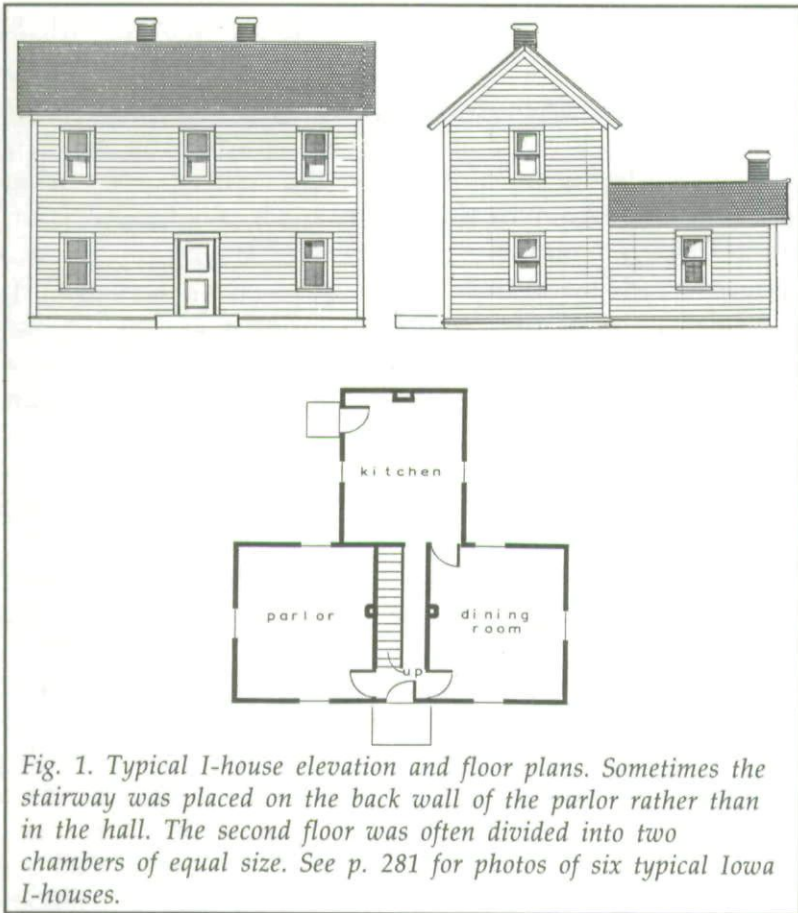 kitchen
parlor
dining
room
up
Fig. 1. Typical I-house elevation and floor plans. Sometimes the
stairway was placed on the back wall of the parlor rather than
in the hall. The second floor was often divided into two
chambers of equal size. See p. 281 for photos of six typical Iowa
I-houses.